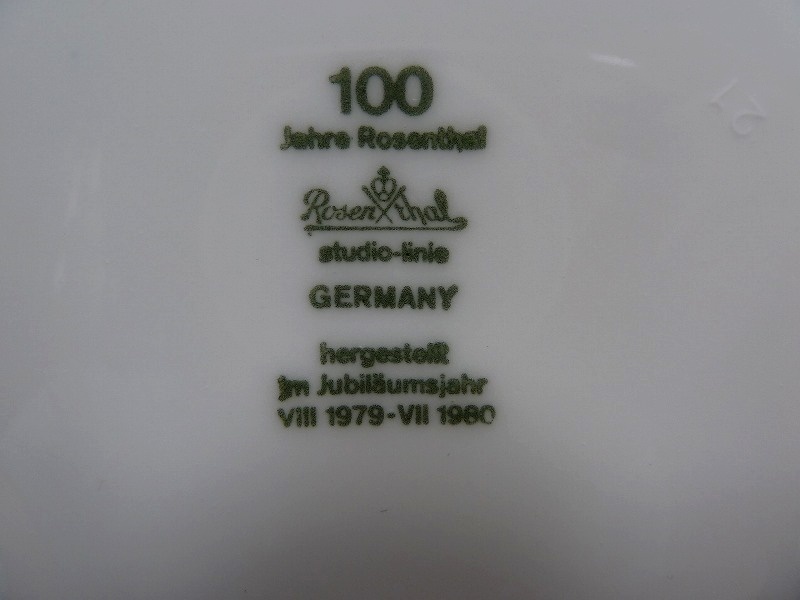 100
Jahre Rosenthal
Rosenthal
studio-linie
GERMANY
hergestellt
im Jubiläumsjahr
VIII 1979-VII 1980